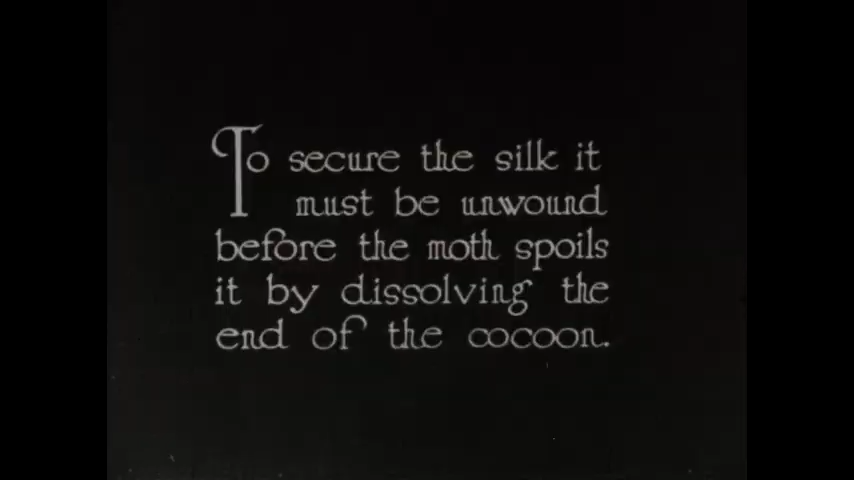 To secure the silk it
must be unwound
before the moth spoils
it by dissolving the
end of the cocoon.